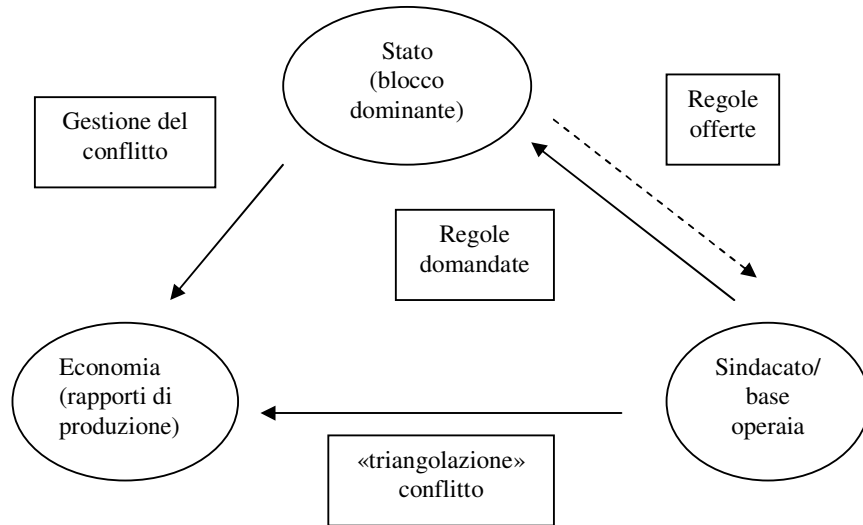 Stato
(blocco
dominante)
Regole
offerte
Gestione del
conflitto
Regole
domandate
Economia
(rapporti di
produzione)
Sindacato/
base
operaia
«triangolazione»
conflitto